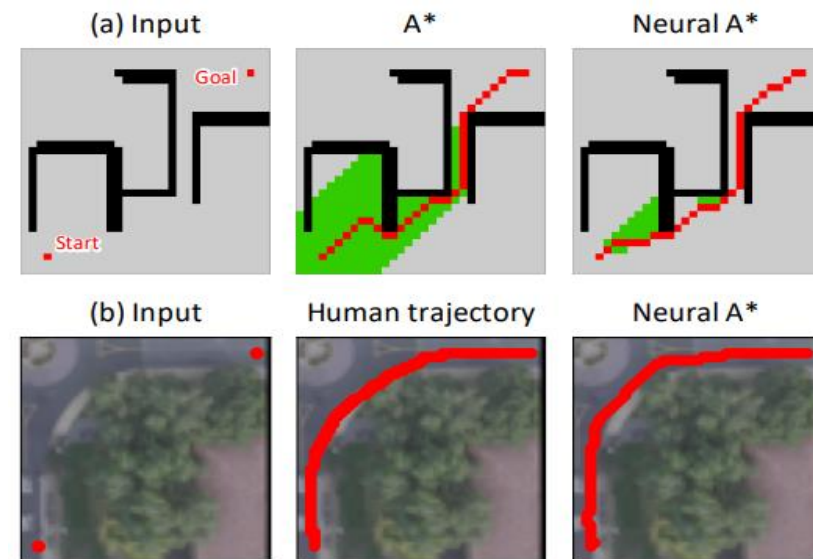 (a) Input
A*
Neural A*
Goal
Start
(b) Input
Human trajectory
Neural A*